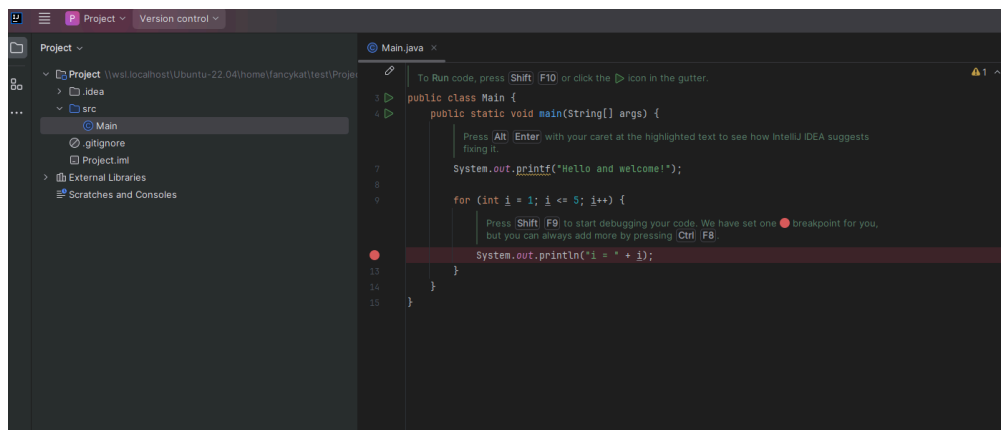 P Project Version control
Project
Main.java
Project \\wsl.localhost\Ubuntu-22.04\home\fancykat\test\Proje
.idea
src
Main
.gitignore
Project.iml
External Libraries
Scratches and Consoles
To Run code, press Shift F10 or click the icon in the gutter.
1
3 public class Main {
4 public static void main(String[] args) {
Press Alt Enter with your caret at the highlighted text to see how IntelliJ IDEA suggests
fixing it.
7 System.out.printf("Hello and welcome!");
8
9 for (int i = 1; i <= 5; i++) {
Press Shift F9 to start debugging your code. We have set one breakpoint for you,
but you can always add more by pressing Ctrl F8.
System.out.println("i = " + i);
13 }
14 }
15 }